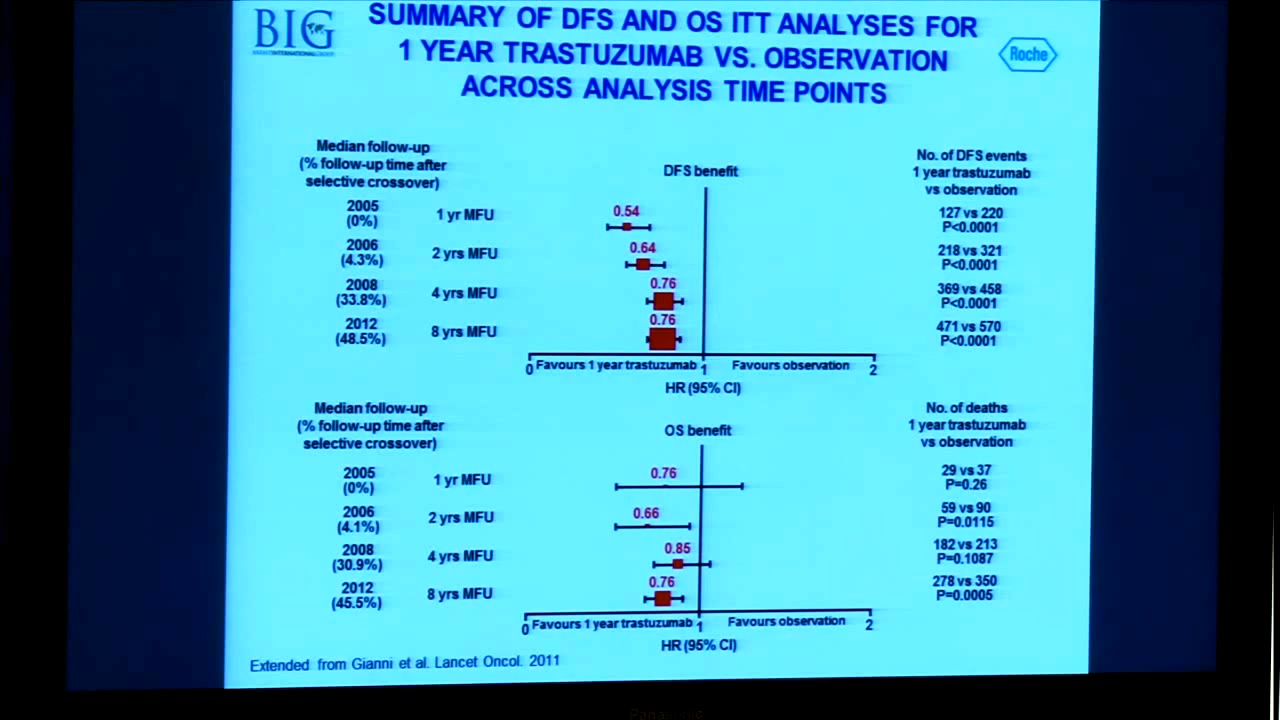 BIG
SUMMARY OF DFS AND OS ITT ANALYSES FOR
1 YEAR TRASTUZUMAB VS. OBSERVATION
ACROSS ANALYSIS TIME POINTS
Roche
Median follow-up
(% follow-up time after
selective crossover)
DFS benefit
No. of DFS events
1 year trastuzumab
vs observation
2005
(0%)
1 yr MFU
0.54
127 vs 220
P<0.0001
2006
(4.3%)
2 yrs MFU
0.64
218 vs 321
P<0.0001
2008
(33.8%)
4 yrs MFU
0.76
369 vs 458
P<0.0001
2012
(48.5%)
8 yrs MFU
0.76
471 vs 570
P<0.0001
0 Favours 1 year trastuzumab 1 Favours observation 2
HR (95% CI)
Median follow-up
(% follow-up time after
selective crossover)
OS benefit
No. of deaths
1 year trastuzumab
vs observation
2005
(0%)
1 yr MFU
0.76
29 vs 37
P=0.26
2006
(4.1%)
2 yrs MFU
0.66
59 vs 90
P=0.0115
2008
(30.9%)
4 yrs MFU
0.85
182 vs 213
P=0.1087
2012
(45.5%)
8 yrs MFU
0.76
278 vs 350
P=0.0005
0 Favours 1 year trastuzumab 1 Favours observation 2
HR (95% CI)
Extended from Gianni et al. Lancet Oncol. 2011
Panasonic